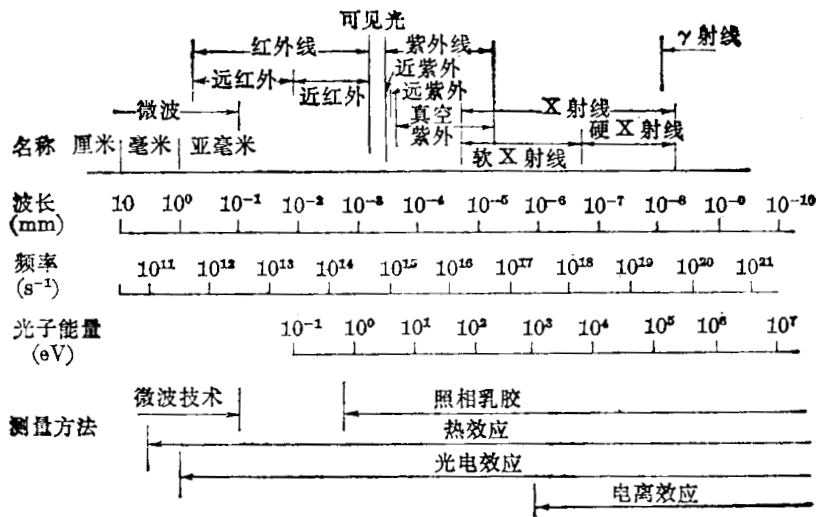 可见光
红外线 紫外线 γ 射线
远红外 近红外 近紫外
远紫外
微波 真空紫外 X 射线
名称 厘米 毫米 亚毫米 软 X 射线 硬 X 射线
波长 10 10⁰ 10⁻¹ 10⁻² 10⁻³ 10⁻⁴ 10⁻⁵ 10⁻⁶ 10⁻⁷ 10⁻⁸ 10⁻⁹ 10⁻¹⁰
(mm)
频率 10¹¹ 10¹² 10¹³ 10¹⁴ 10¹⁵ 10¹⁶ 10¹⁷ 10¹⁸ 10¹⁹ 10²⁰ 10²¹
(s⁻¹)
光子能量 10⁻¹ 10⁰ 10¹ 10² 10³ 10⁴ 10⁵ 10⁶ 10⁷
(eV)
微波技术 照相乳胶
测量方法 热效应
光电效应
电离效应